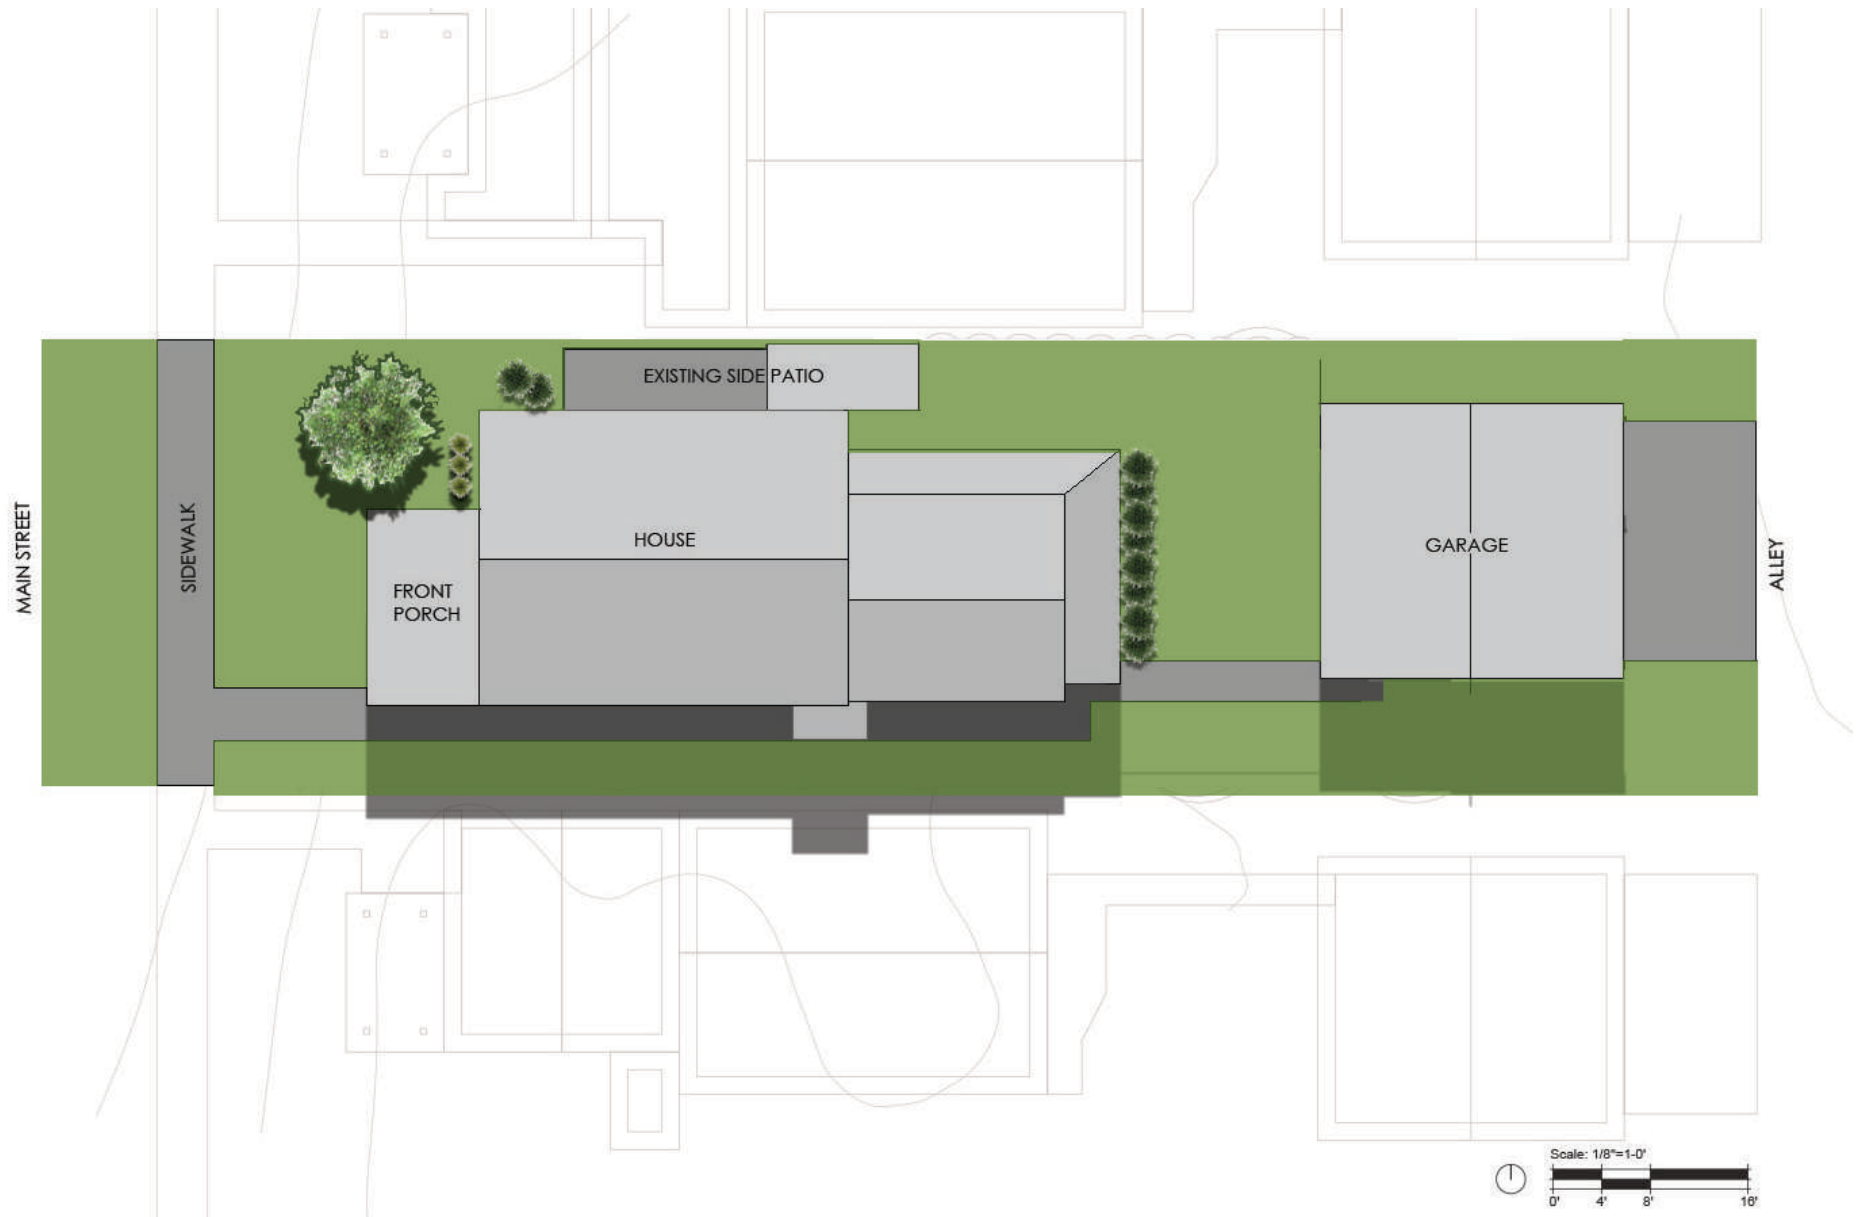 EXISTING SIDE PATIO
MAIN STREET
SIDEWALK
HOUSE
FRONT
PORCH
GARAGE
ALLEY
Scale: 1/8"=1-0'
0' 4' 8' 16'